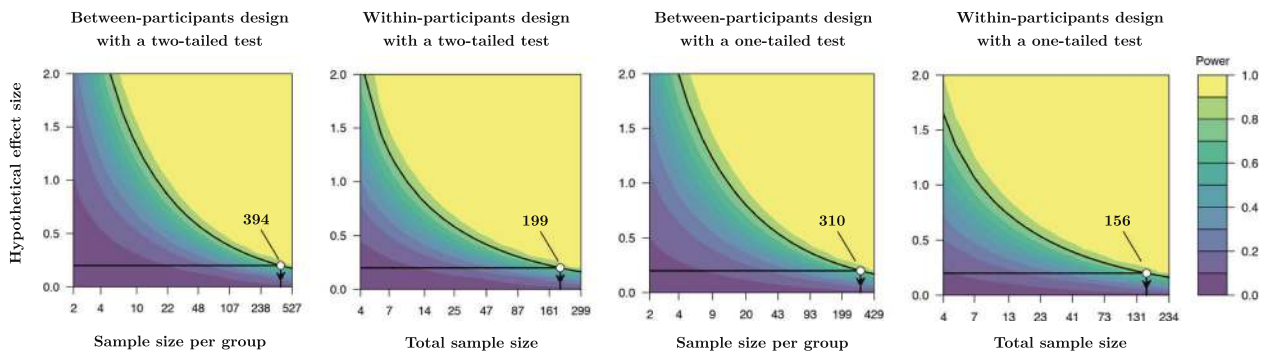 Between-participants design
with a two-tailed test
Within-participants design
with a two-tailed test
Between-participants design
with a one-tailed test
Within-participants design
with a one-tailed test
Hypothetical effect size
2.0
1.5
1.0
0.5
0.0
394
2 4 10 20 48 107 238 527
Sample size per group
2.0
1.5
1.0
0.5
0.0
199
4 7 14 25 47 87 161 299
Total sample size
2.0
1.5
1.0
0.5
0.0
310
2 4 9 20 43 93 199 429
Sample size per group
2.0
1.5
1.0
0.5
0.0
156
4 7 13 23 41 73 131 234
Total sample size
Power
1.0
0.8
0.6
0.4
0.2
0.0